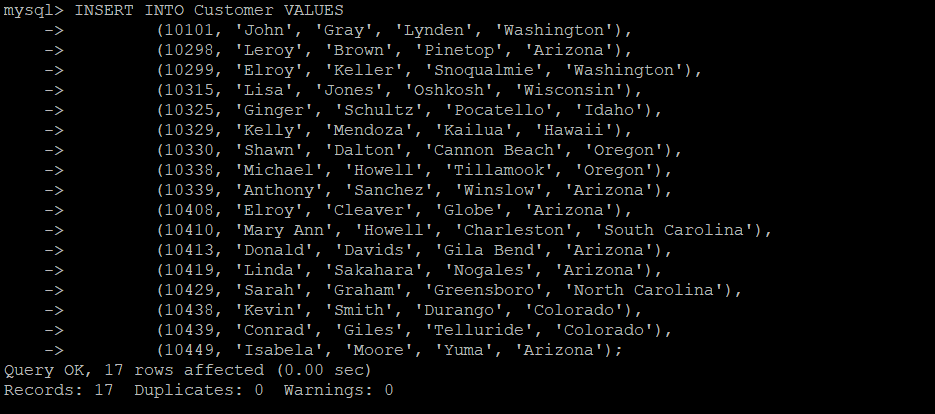 mysql> INSERT INTO Customer VALUES
    ->         (10101, 'John', 'Gray', 'Lynden', 'Washington'),
    ->         (10298, 'Leroy', 'Brown', 'Pinetop', 'Arizona'),
    ->         (10299, 'Elroy', 'Keller', 'Snoqualmie', 'Washington'),
    ->         (10315, 'Lisa', 'Jones', 'Oshkosh', 'Wisconsin'),
    ->         (10325, 'Ginger', 'Schultz', 'Pocatello', 'Idaho'),
    ->         (10329, 'Kelly', 'Mendoza', 'Kailua', 'Hawaii'),
    ->         (10330, 'Shawn', 'Dalton', 'Cannon Beach', 'Oregon'),
    ->         (10338, 'Michael', 'Howell', 'Tillamook', 'Oregon'),
    ->         (10339, 'Anthony', 'Sanchez', 'Winslow', 'Arizona'),
    ->         (10408, 'Elroy', 'Cleaver', 'Globe', 'Arizona'),
    ->         (10410, 'Mary Ann', 'Howell', 'Charleston', 'South Carolina'),
    ->         (10413, 'Donald', 'Davids', 'Gila Bend', 'Arizona'),
    ->         (10419, 'Linda', 'Sakahara', 'Nogales', 'Arizona'),
    ->         (10429, 'Sarah', 'Graham', 'Greensboro', 'North Carolina'),
    ->         (10438, 'Kevin', 'Smith', 'Durango', 'Colorado'),
    ->         (10439, 'Conrad', 'Giles', 'Telluride', 'Colorado'),
    ->         (10449, 'Isabela', 'Moore', 'Yuma', 'Arizona');
Query OK, 17 rows affected (0.00 sec)
Records: 17  Duplicates: 0  Warnings: 0